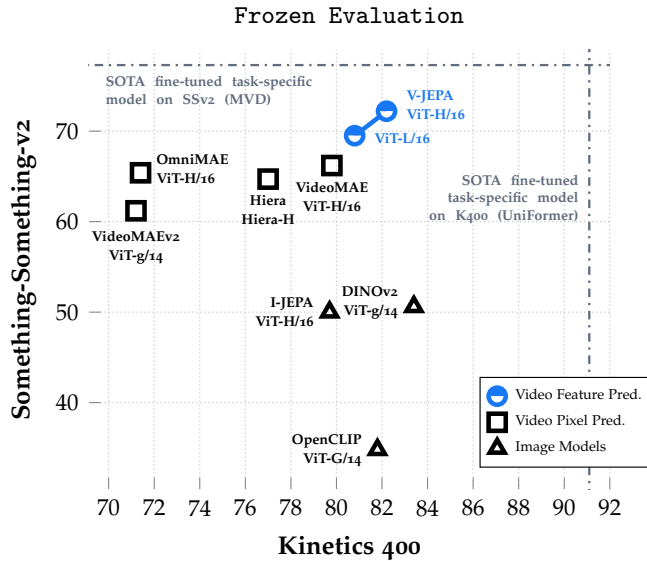 Frozen Evaluation
SOTA fine-tuned task-specific
model on SSv2 (MVD)
V-JEPA
ViT-H/16
ViT-L/16
OmniMAE
ViT-H/16
Hiera
Hiera-H
VideoMAE
ViT-H/16
VideoMAEv2
ViT-g/14
SOTA fine-tuned
task-specific model
on K400 (UniFormer)
I-JEPA
ViT-H/16
DINOv2
ViT-g/14
OpenCLIP
ViT-G/14
Video Feature Pred.
Video Pixel Pred.
Image Models
Something-Something-v2
70
60
50
40
70 72 74 76 78 80 82 84 86 88 90 92
Kinetics 400